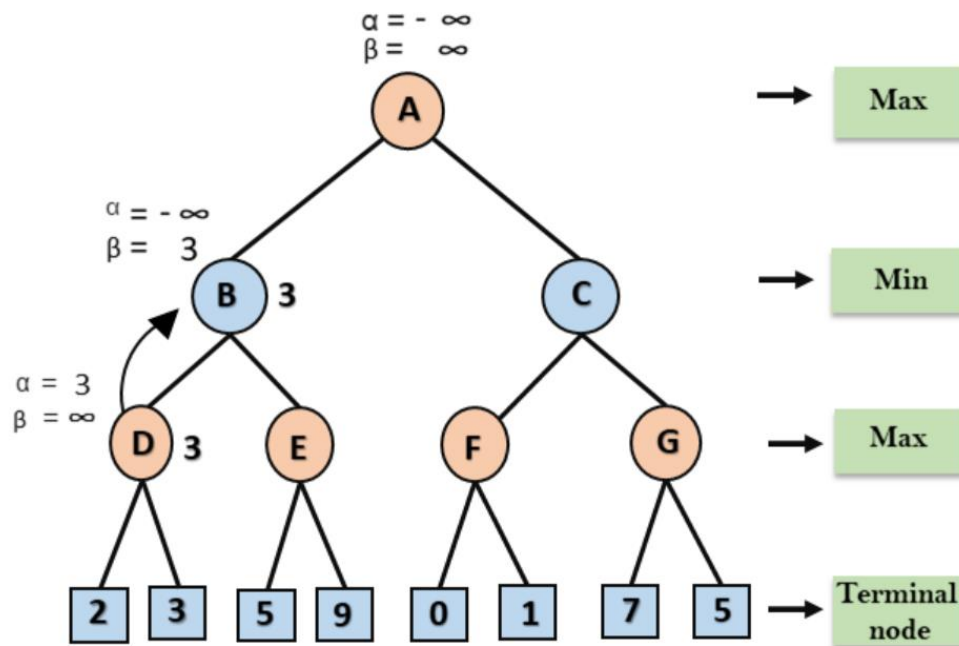 α = - ∞
β = ∞
A
Max
α = - ∞
β = 3
B 3
C
Min
α = 3
β = ∞
D 3
E
F
G
Max
2 3 5 9 0 1 7 5
Terminal
node